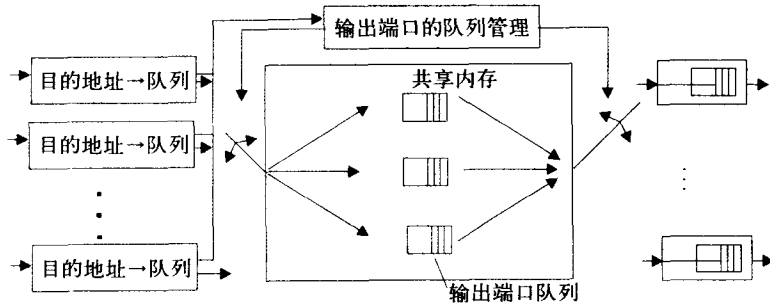 输出端口的队列管理
共享内存
目的地址→队列
目的地址→队列
目的地址→队列
输出端口队列